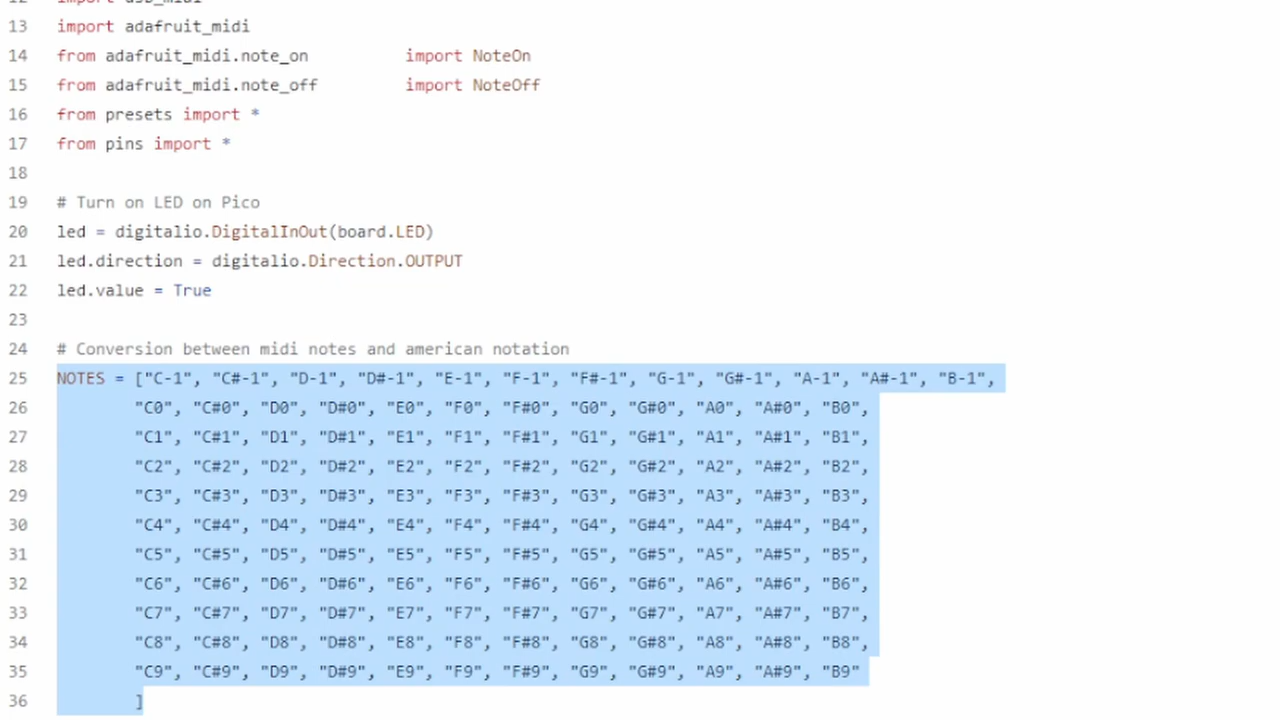 12 import usb_midi
13 import adafruit_midi
14 from adafruit_midi.note_on          import NoteOn
15 from adafruit_midi.note_off         import NoteOff
16 from presets import *
17 from pins import *
18
19 # Turn on LED on Pico
20 led = digitalio.DigitalInOut(board.LED)
21 led.direction = digitalio.Direction.OUTPUT
22 led.value = True
23
24 # Conversion between midi notes and american notation
25 NOTES = ["C-1", "C#-1", "D-1", "D#-1", "E-1", "F-1", "F#-1", "G-1", "G#-1", "A-1", "A#-1", "B-1",
26         "C0", "C#0", "D0", "D#0", "E0", "F0", "F#0", "G0", "G#0", "A0", "A#0", "B0",
27         "C1", "C#1", "D1", "D#1", "E1", "F1", "F#1", "G1", "G#1", "A1", "A#1", "B1",
28         "C2", "C#2", "D2", "D#2", "E2", "F2", "F#2", "G2", "G#2", "A2", "A#2", "B2",
29         "C3", "C#3", "D3", "D#3", "E3", "F3", "F#3", "G3", "G#3", "A3", "A#3", "B3",
30         "C4", "C#4", "D4", "D#4", "E4", "F4", "F#4", "G4", "G#4", "A4", "A#4", "B4",
31         "C5", "C#5", "D5", "D#5", "E5", "F5", "F#5", "G5", "G#5", "A5", "A#5", "B5",
32         "C6", "C#6", "D6", "D#6", "E6", "F6", "F#6", "G6", "G#6", "A6", "A#6", "B6",
33         "C7", "C#7", "D7", "D#7", "E7", "F7", "F#7", "G7", "G#7", "A7", "A#7", "B7",
34         "C8", "C#8", "D8", "D#8", "E8", "F8", "F#8", "G8", "G#8", "A8", "A#8", "B8",
35         "C9", "C#9", "D9", "D#9", "E9", "F9", "F#9", "G9", "G#9", "A9", "A#9", "B9"
36         ]